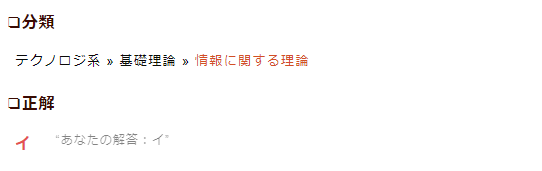 ❏分類
テクノロジ系 » 基礎理論 » 情報に関する理論
❏正解
イ “あなたの解答：イ”